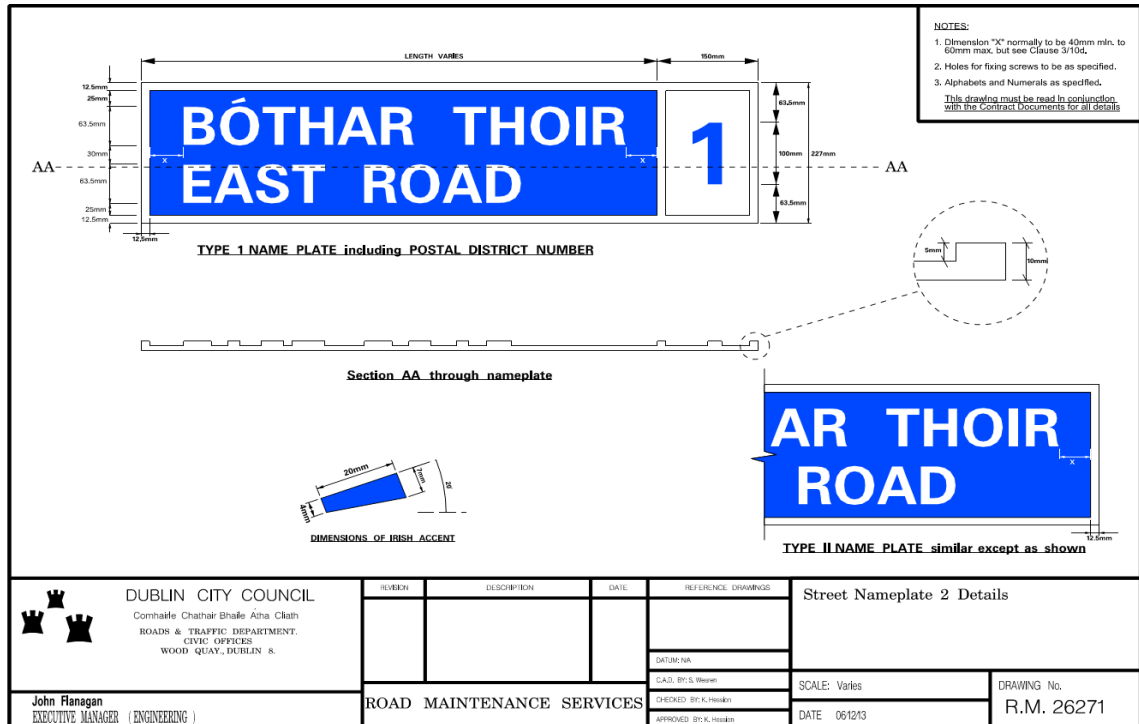 NOTES:
1. Dimension "X" normally to be 40mm min. to
60mm max. but see Clause 3/10d.
2. Holes for fixing screws to be as specified.
3. Alphabets and Numerals as specified.
This drawing must be read in conjunction
with the Contract Documents for all details
LENGTH VARIES
150mm
12.5mm
25mm
63.5mm
30mm
63.5mm
25mm
12.5mm
12.5mm
AA
BÓTHAR THOIR
EAST ROAD
X
X
1
63.5mm
100mm
63.5mm
227mm
AA
TYPE 1 NAME PLATE including POSTAL DISTRICT NUMBER
5mm
10mm
Section AA through nameplate
20mm
7mm
4mm
20°
DIMENSIONS OF IRISH ACCENT
AR THOIR
ROAD
X
12.5mm
TYPE II NAME PLATE similar except as shown
DUBLIN CITY COUNCIL
Comhairle Chathair Bhaile Átha Cliath
ROADS & TRAFFIC DEPARTMENT.
CIVIC OFFICES
WOOD QUAY., DUBLIN 8.
John Flanagan
EXECUTIVE MANAGER ( ENGINEERING )
REVISION
DESCRIPTION
DATE
ROAD MAINTENANCE SERVICES
REFERENCE DRAWINGS
DATUM: NA
C.A.D. BY: S.
CHECKED BY: K. Hession
APPROVED BY: K. Hession
Street Nameplate 2 Details
SCALE: Varies
DATE 0612\13
DRAWING No.
R.M. 26271